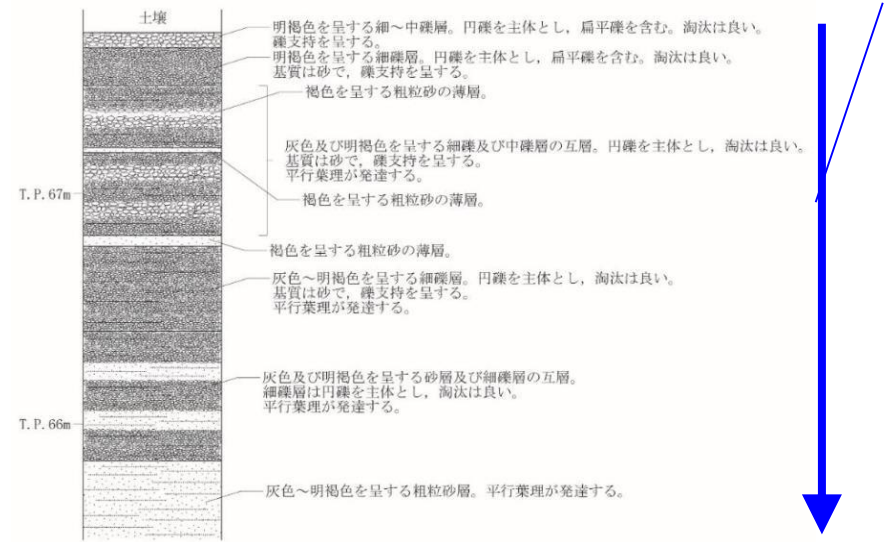 土壌
明褐色を呈する細～中礫層。円礫を主体とし，扁平礫を含む。淘汰は良い。
礫支持を呈する。
明褐色を呈する細礫層。円礫を主体とし，扁平礫を含む。淘汰は良い。
基質は砂で，礫支持を呈する。
褐色を呈する粗粒砂の薄層。
灰色及び明褐色を呈する細礫及び中礫層の互層。円礫を主体とし，淘汰は良い。
基質は砂で，礫支持を呈する。
平行葉理が発達する。
T.P.67m
褐色を呈する粗粒砂の薄層。
褐色を呈する粗粒砂の薄層。
灰色～明褐色を呈する細礫層。円礫を主体とし，淘汰は良い。
基質は砂で，礫支持を呈する。
平行葉理が発達する。
灰色及び明褐色を呈する砂層及び細礫層の互層。
細礫層は円礫を主体とし，淘汰は良い。
平行葉理が発達する。
T.P.66m
灰色～明褐色を呈する粗粒砂層。平行葉理が発達する。